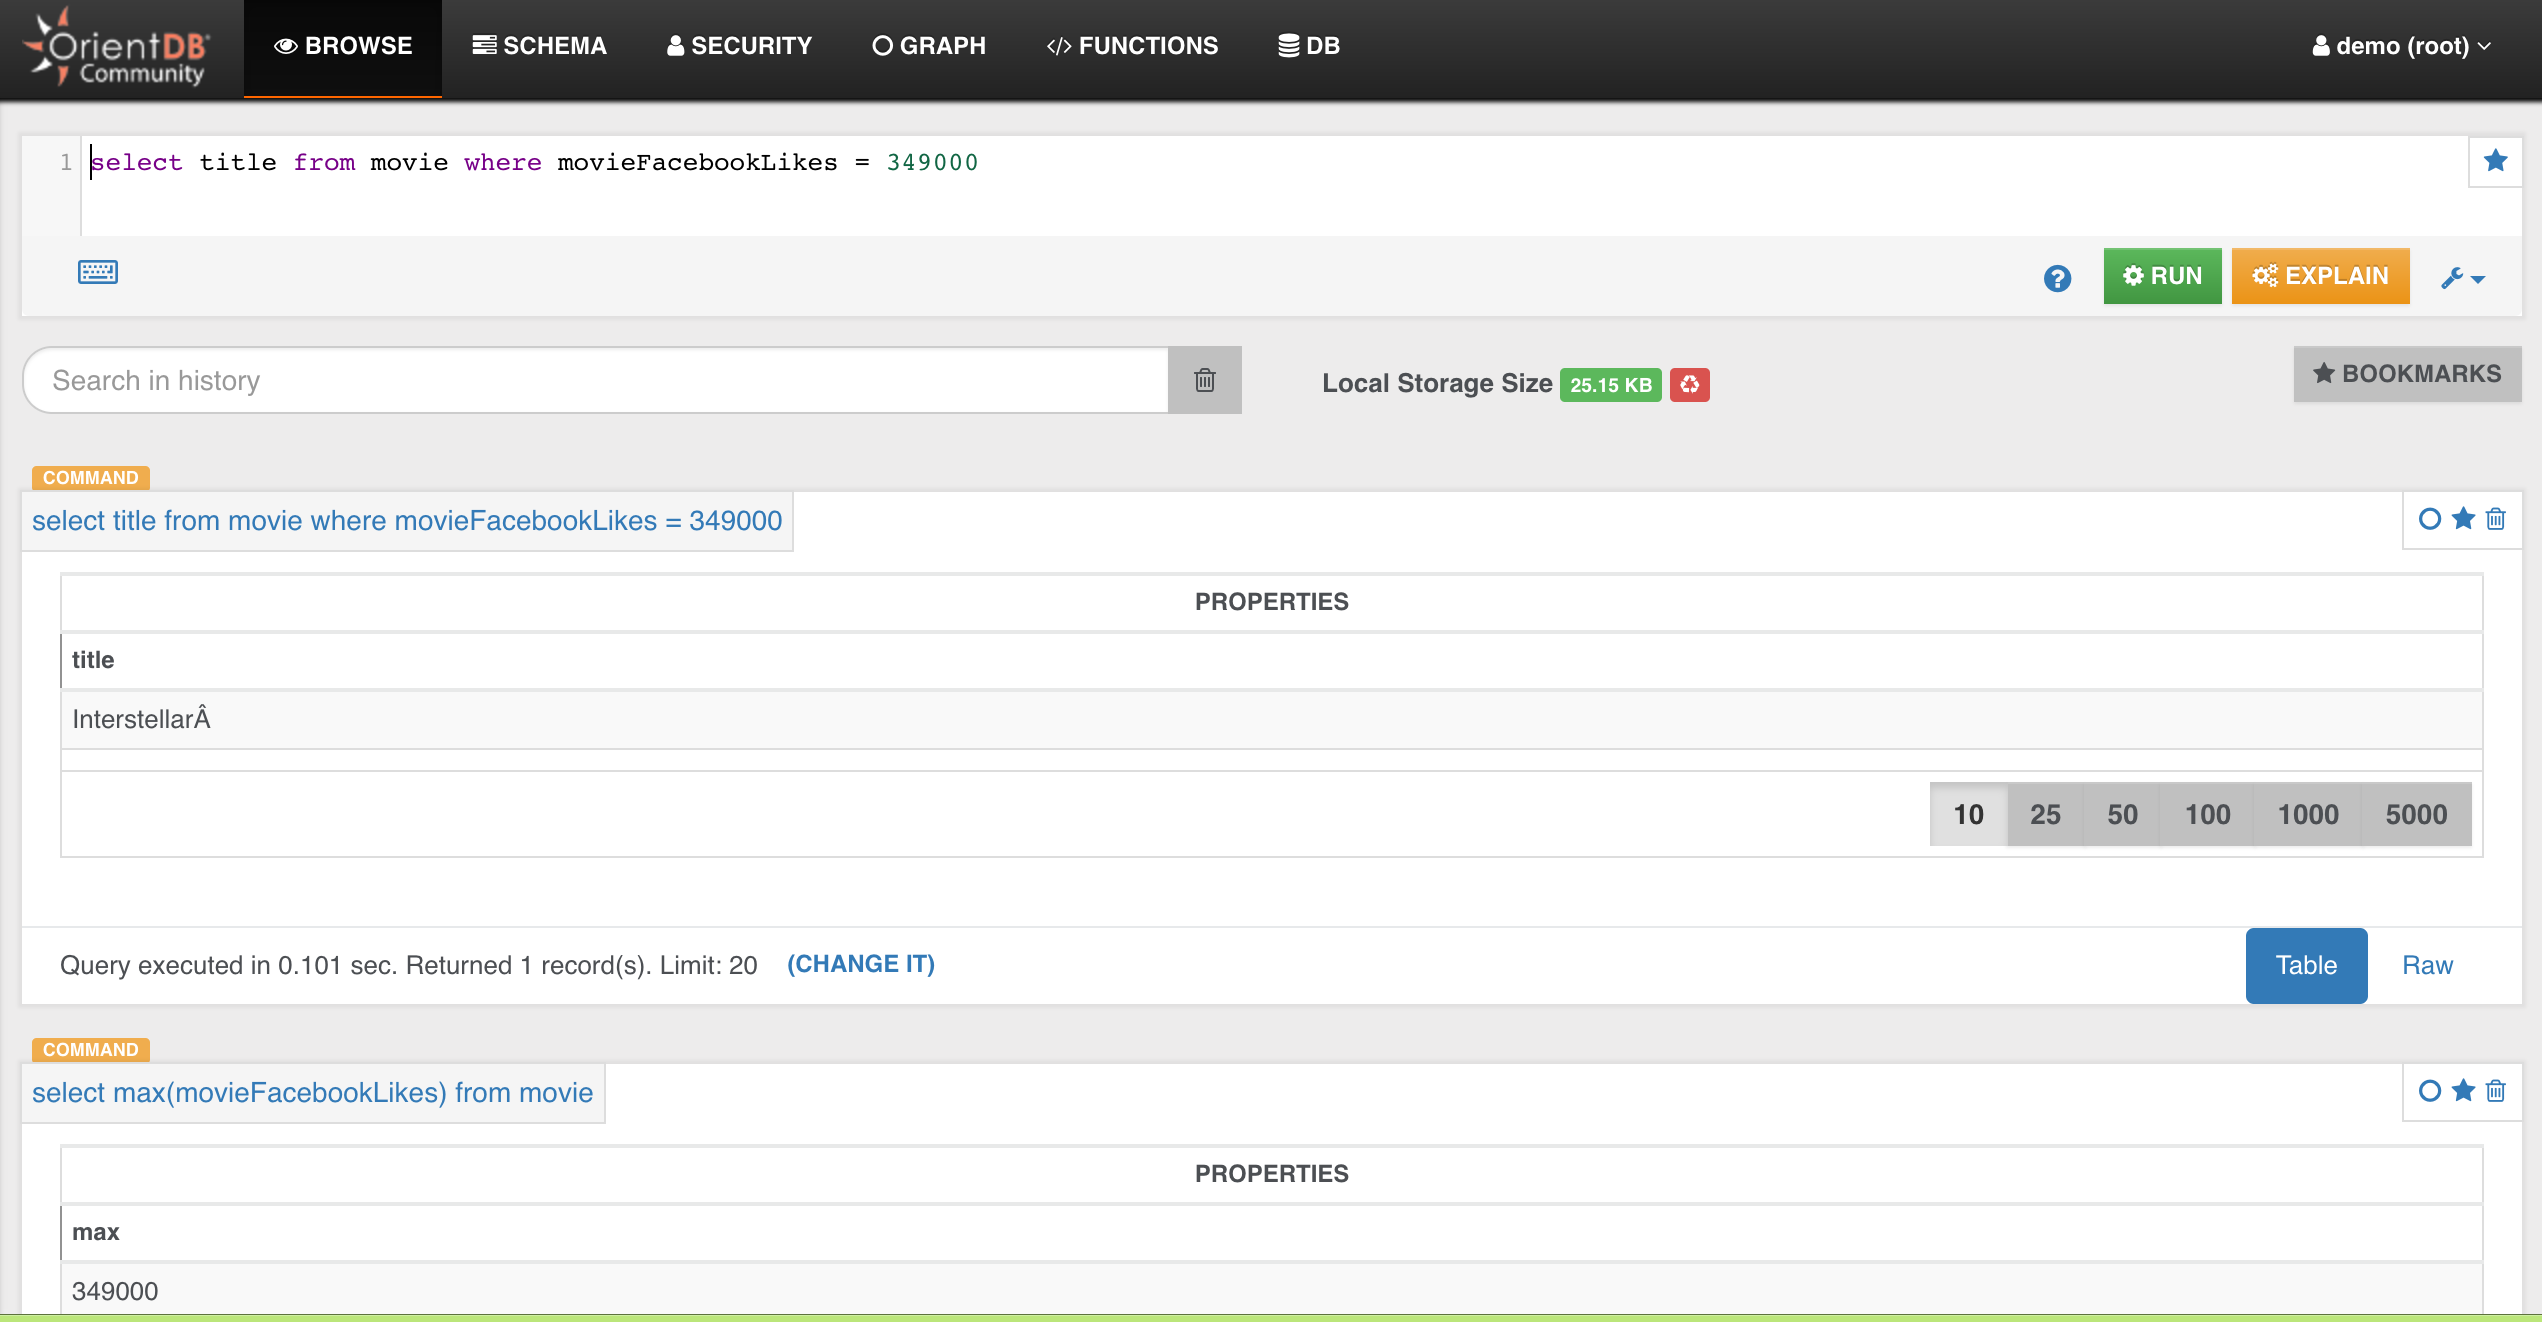 OrientDB
Community
BROWSE
SCHEMA
SECURITY
GRAPH
</> FUNCTIONS
DB
demo (root)
1 select title from movie where movieFacebookLikes = 349000
? RUN EXPLAIN
Search in history
Local Storage Size 25.15 KB
BOOKMARKS
COMMAND
select title from movie where movieFacebookLikes = 349000
PROPERTIES
title
InterstellarÂ
10 25 50 100 1000 5000
Query executed in 0.101 sec. Returned 1 record(s). Limit: 20 (CHANGE IT)
Table Raw
COMMAND
select max(movieFacebookLikes) from movie
PROPERTIES
max
349000